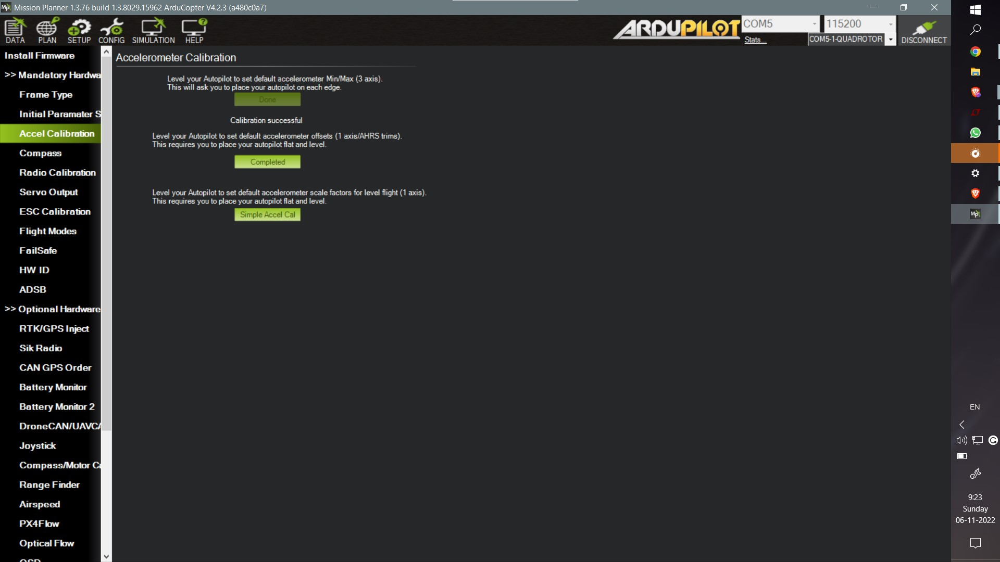 Mission Planner 1.3.76 build 1.3.8029.15962 ArduCopter V4.2.3 (a480c0a7)
DATA
PLAN
SETUP
CONFIG
SIMULATION
HELP
ARDUPILOT
COM5
115200
Stats...
COM5-1-QUADROTOR
DISCONNECT
Install Firmware
>> Mandatory Hardwa
Frame Type
Initial Paramater S
Accel Calibration
Compass
Radio Calibration
Servo Output
ESC Calibration
Flight Modes
FailSafe
HW ID
ADSB
>> Optional Hardware
RTK/GPS Inject
Sik Radio
CAN GPS Order
Battery Monitor
Battery Monitor 2
DroneCAN/UAVCA
Joystick
Compass/Motor Ca
Range Finder
Airspeed
PX4Flow
Optical Flow
OSD
Accelerometer Calibration
Level your Autopilot to set default accelerometer Min/Max (3 axis).
This will ask you to place your autopilot on each edge.
Done
Calibration successful
Level your Autopilot to set default accelerometer offsets (1 axis/AHRS trims).
This requires you to place your autopilot flat and level.
Completed
Level your Autopilot to set default accelerometer scale factors for level flight (1 axis).
This requires you to place your autopilot flat and level.
Simple Accel Cal
EN
9:23
Sunday
06-11-2022